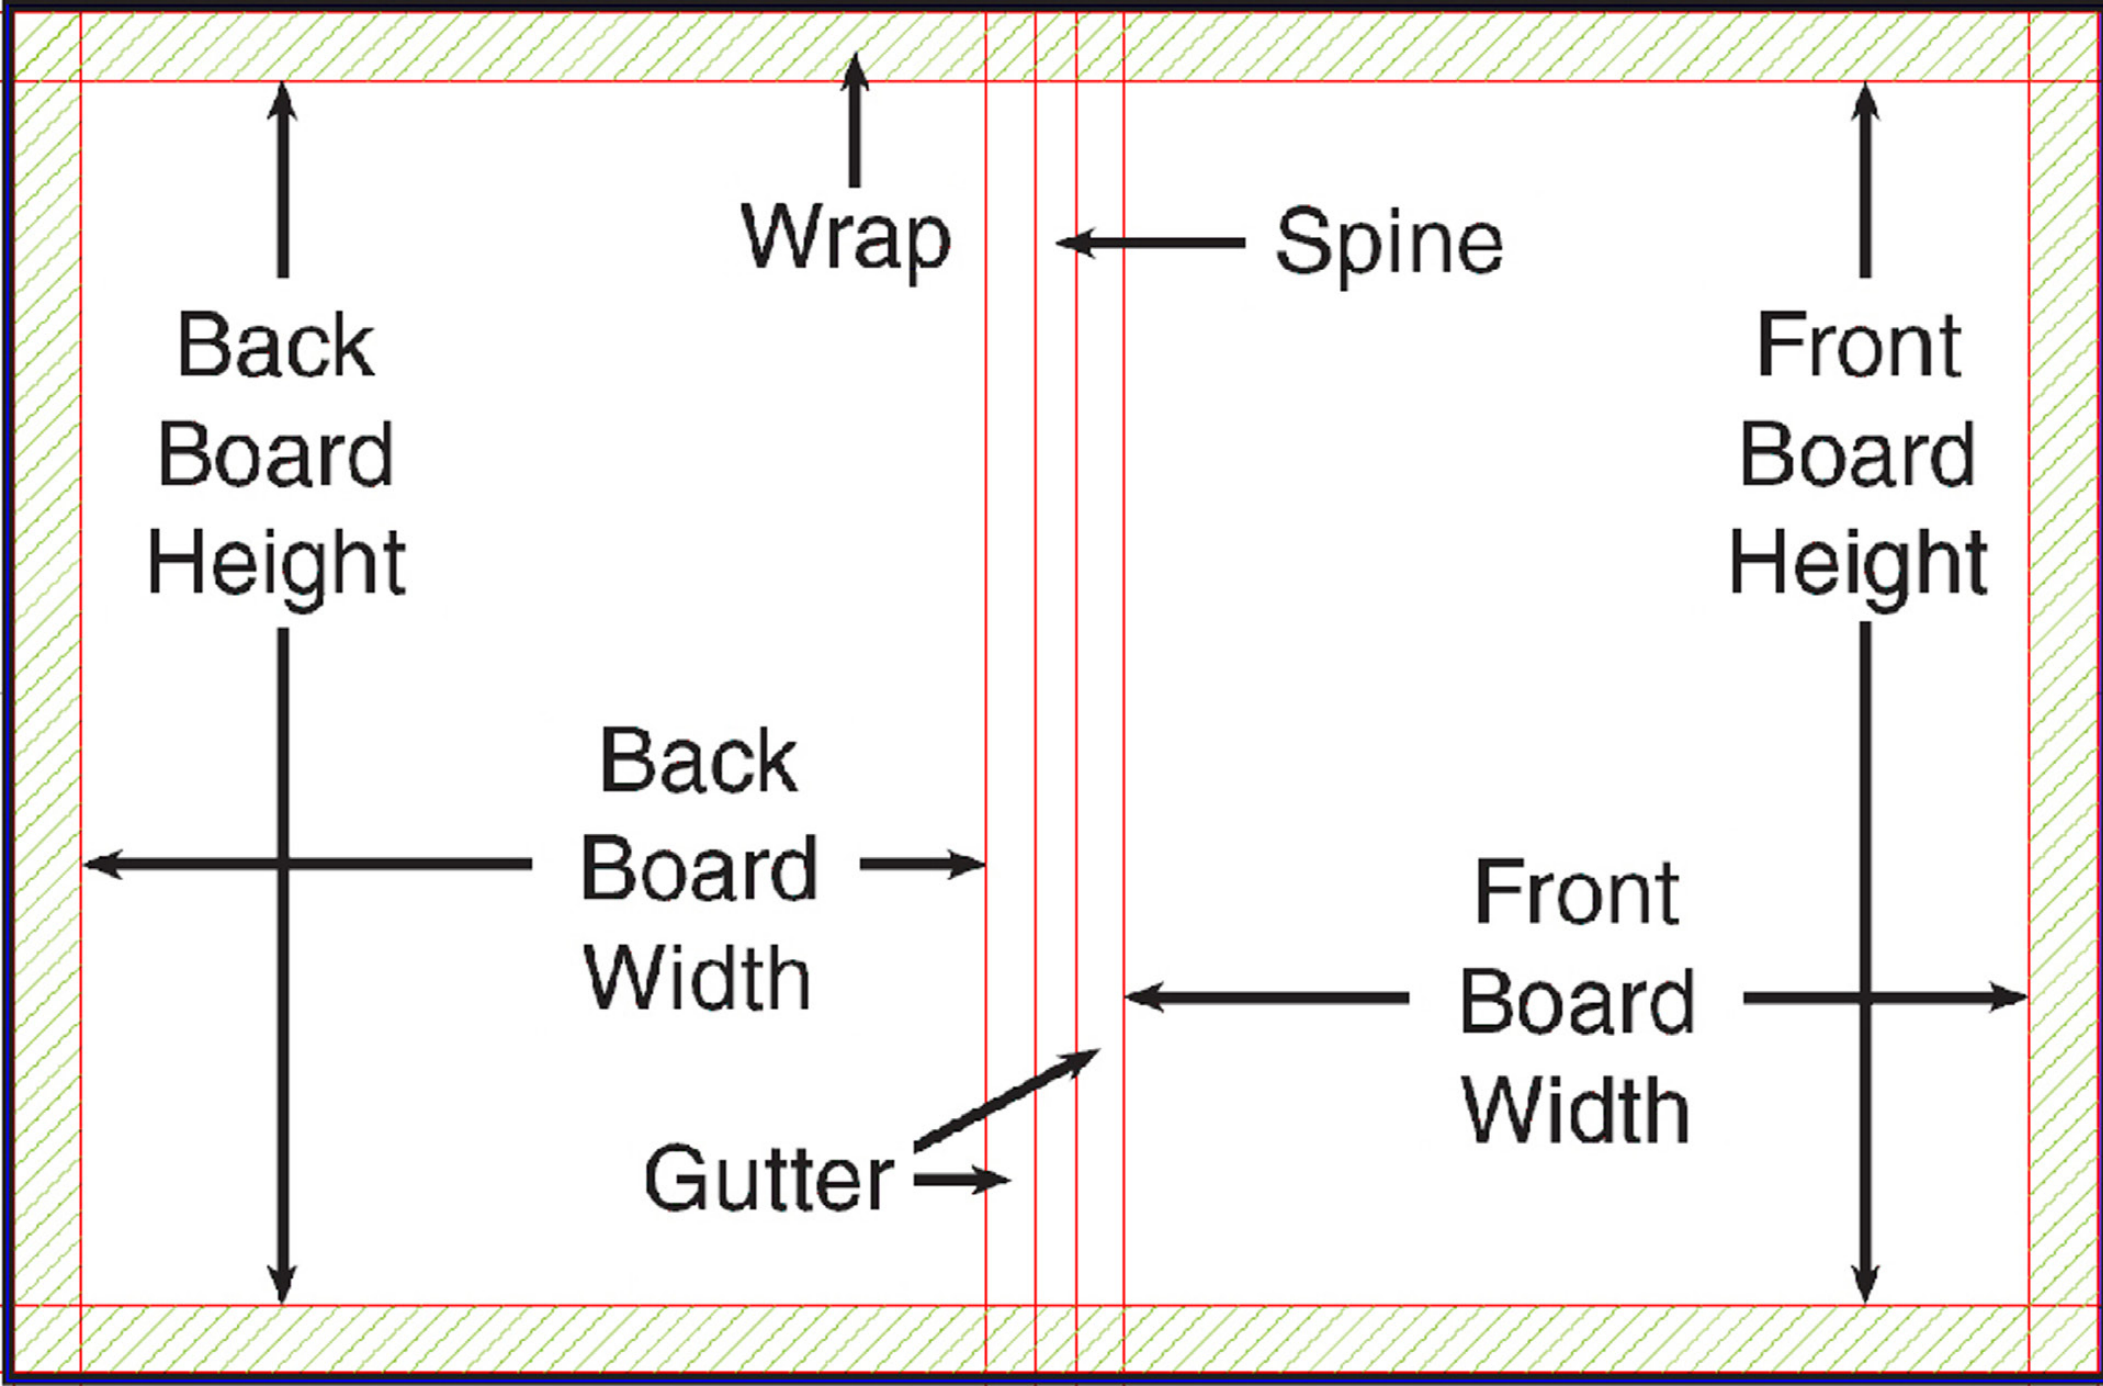 Wrap
Spine
Back
Board
Height
Front
Board
Height
Back
Board
Width
Front
Board
Width
Gutter